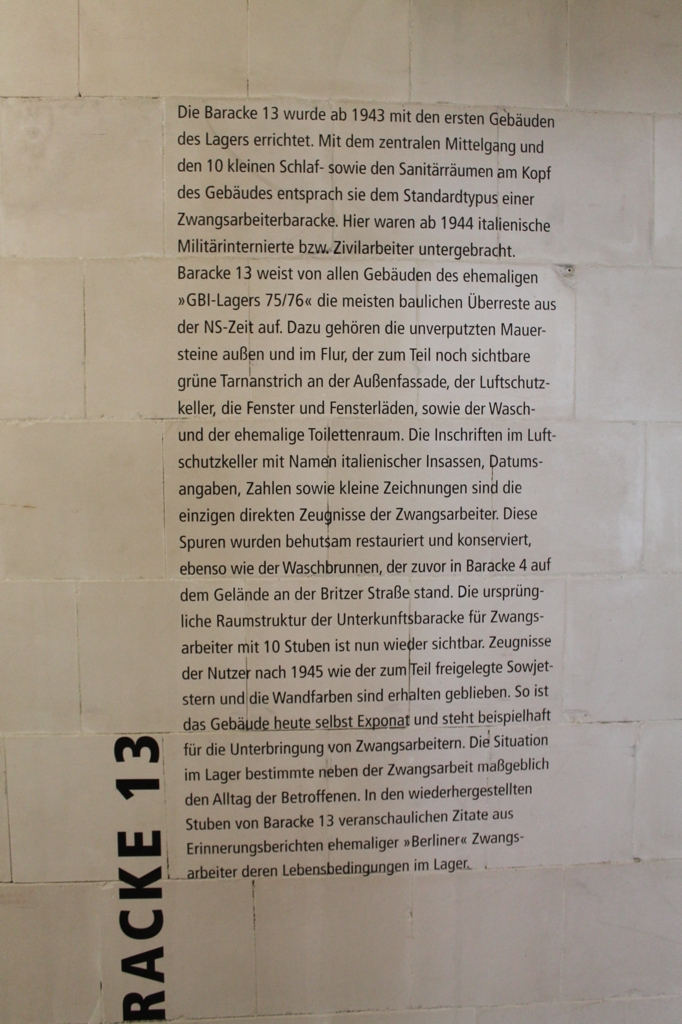 Die Baracke 13 wurde ab 1943 mit den ersten Gebäuden
des Lagers errichtet. Mit dem zentralen Mittelgang und
den 10 kleinen Schlaf- sowie den Sanitärräumen am Kopf
des Gebäudes entsprach sie dem Standardtypus einer
Zwangsarbeiterbaracke. Hier waren ab 1944 italienische
Militärinternierte bzw. Zivilarbeiter untergebracht.
Baracke 13 weist von allen Gebäuden des ehemaligen
»GBI-Lagers 75/76« die meisten baulichen Überreste aus
der NS-Zeit auf. Dazu gehören die unverputzten Mauer-
steine außen und im Flur, der zum Teil noch sichtbare
grüne Tarnanstrich an der Außenfassade, der Luftschutz-
keller, die Fenster und Fensterläden, sowie der Wasch-
und der ehemalige Toilettenraum. Die Inschriften im Luft-
schutzkeller mit Namen italienischer Insassen, Datums-
angaben, Zahlen sowie kleine Zeichnungen sind die
einzigen direkten Zeugnisse der Zwangsarbeiter. Diese
Spuren wurden behutsam restauriert und konserviert,
ebenso wie der Waschbrunnen, der zuvor in Baracke 4 auf
dem Gelände an der Britzer Straße stand. Die ursprüng-
liche Raumstruktur der Unterkunftsbaracke für Zwangs-
arbeiter mit 10 Stuben ist nun wieder sichtbar. Zeugnisse
der Nutzer nach 1945 wie der zum Teil freigelegte Sowjet-
stern und die Wandfarben sind erhalten geblieben. So ist
das Gebäude heute selbst Exponat und steht beispielhaft
für die Unterbringung von Zwangsarbeitern. Die Situation
im Lager bestimmte neben der Zwangsarbeit maßgeblich
den Alltag der Betroffenen. In den wiederhergestellten
Stuben von Baracke 13 veranschaulichen Zitate aus
Erinnerungsberichten ehemaliger »Berliner« Zwangs-
arbeiter deren Lebensbedingungen im Lager.
RACKE 13